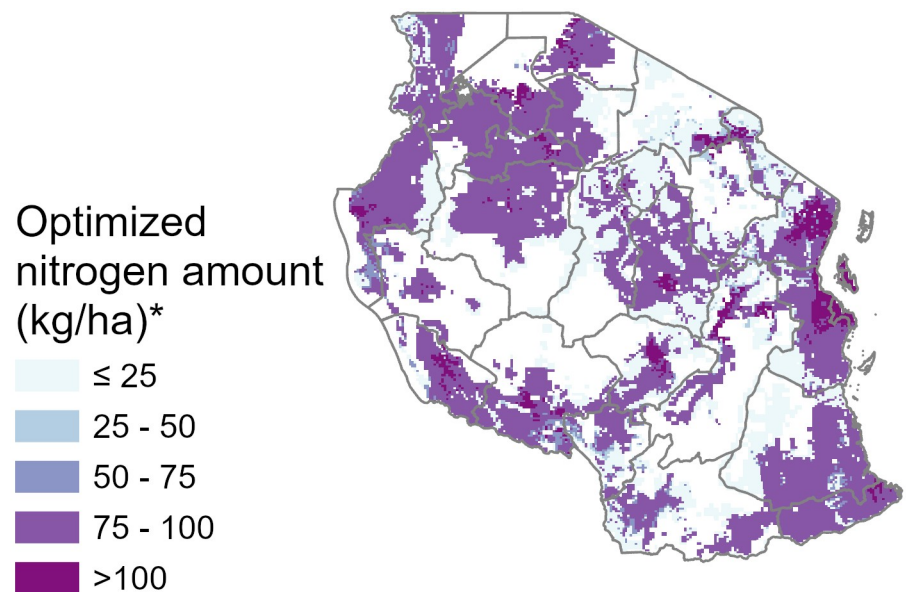 Optimized
nitrogen amount
(kg/ha)*
≤ 25
25 - 50
50 - 75
75 - 100
>100